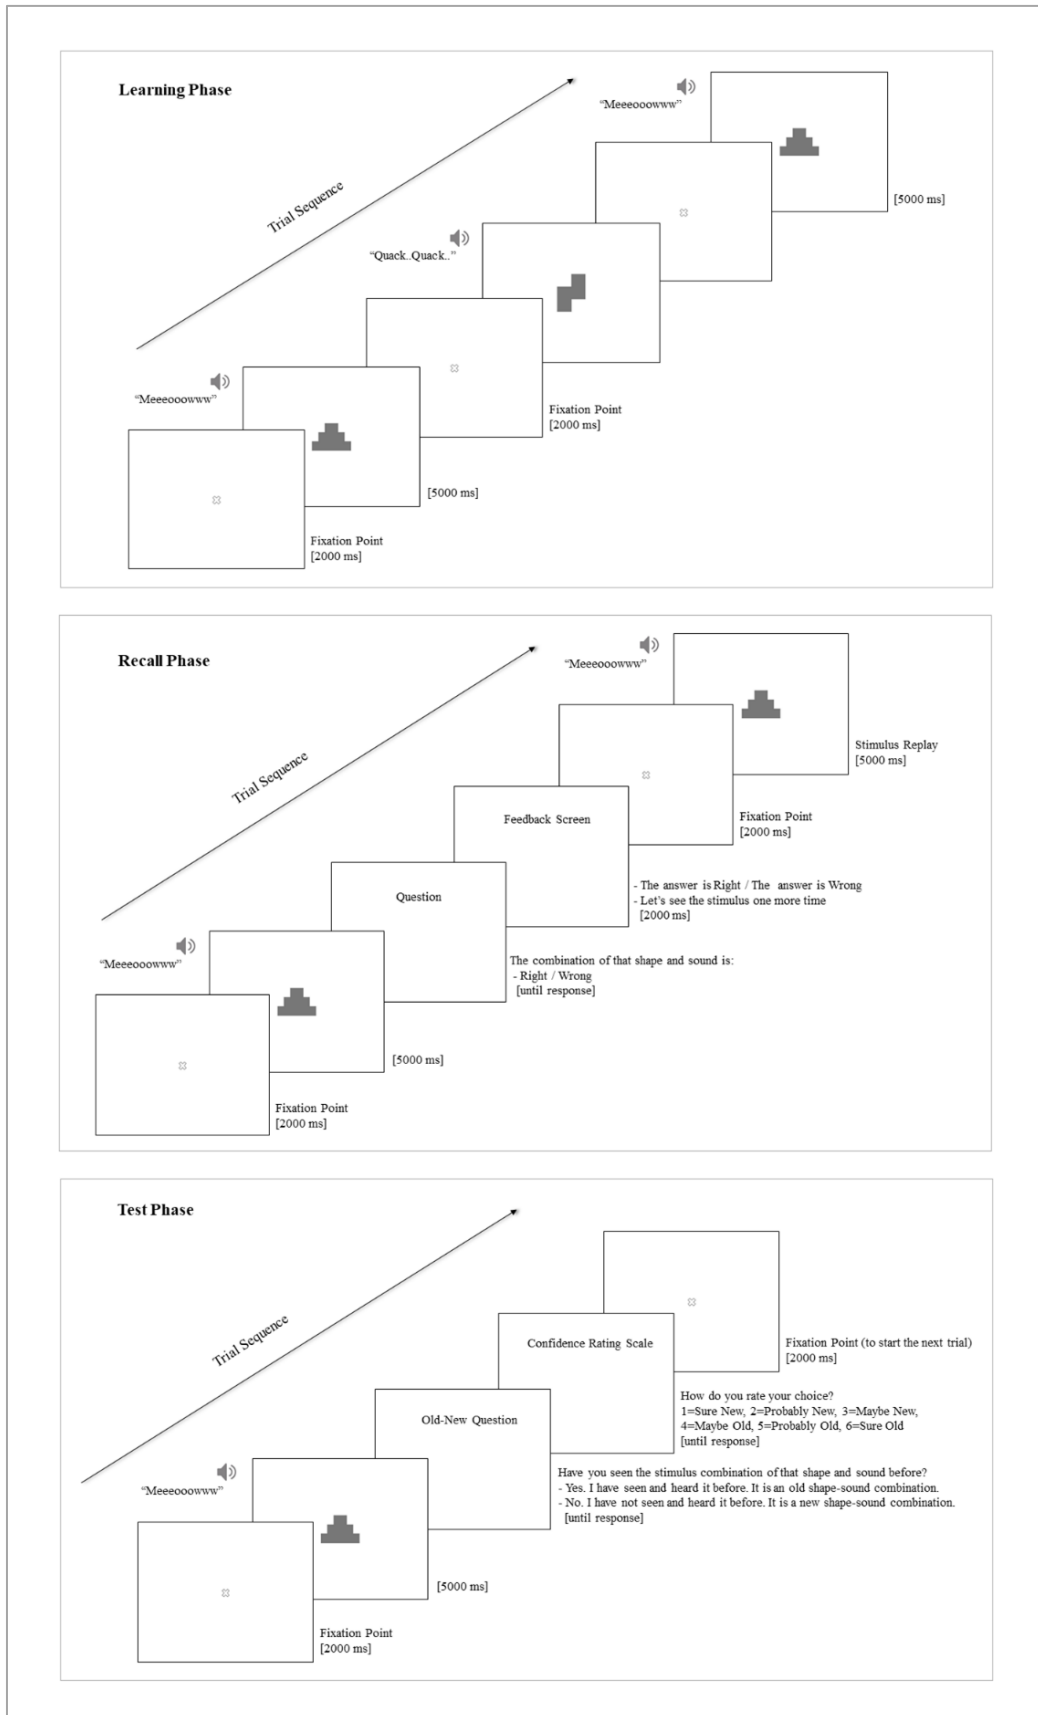 Learning Phase
Trial Sequence
“Meeeooowww”
[5000 ms]
“Quack..Quack..”
Fixation Point
[2000 ms]
“Meeeooowww”
[5000 ms]
Fixation Point
[2000 ms]
Recall Phase
Trial Sequence
“Meeeooowww”
Stimulus Replay
[5000 ms]
Fixation Point
[2000 ms]
Feedback Screen
- The answer is Right / The answer is Wrong
- Let’s see the stimulus one more time
[2000 ms]
Question
The combination of that shape and sound is:
- Right / Wrong
[until response]
“Meeeooowww”
[5000 ms]
Fixation Point
[2000 ms]
Test Phase
Trial Sequence
Fixation Point (to start the next trial)
[2000 ms]
Confidence Rating Scale
How do you rate your choice?
1=Sure New, 2=Probably New, 3=Maybe New,
4=Maybe Old, 5=Probably Old, 6=Sure Old
[until response]
Old-New Question
Have you seen the stimulus combination of that shape and sound before?
- Yes. I have seen and heard it before. It is an old shape-sound combination.
- No. I have not seen and heard it before. It is a new shape-sound combination.
[until response]
“Meeeooowww”
[5000 ms]
Fixation Point
[2000 ms]